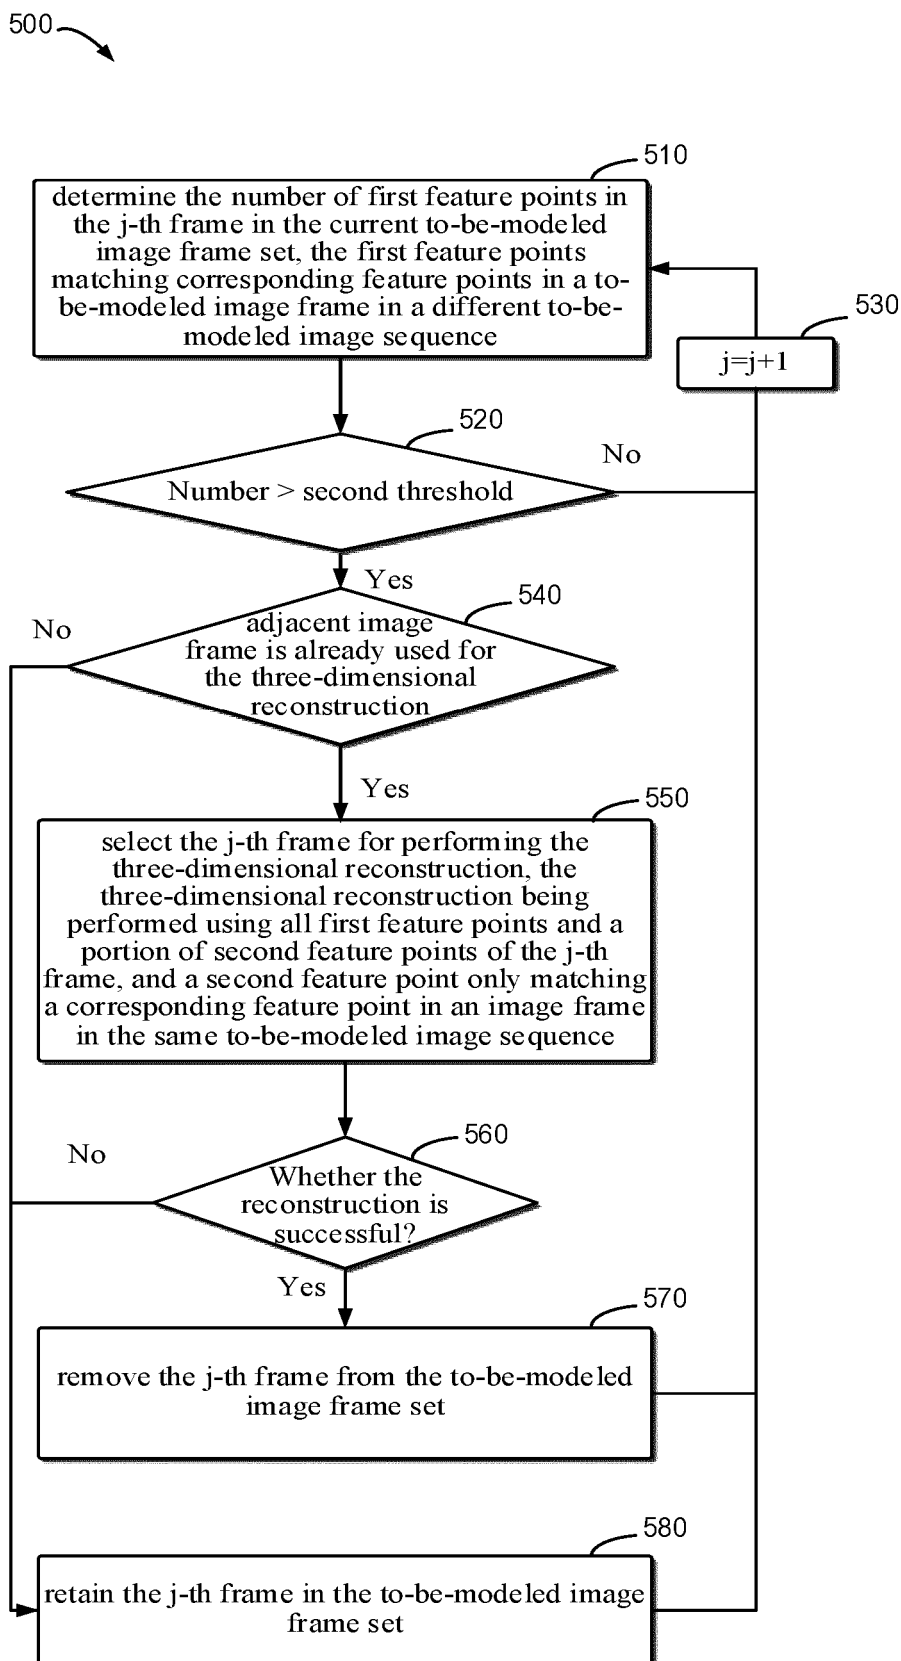 500
510
determine the number of first feature points in
the j-th frame in the current to-be-modeled
image frame set, the first feature points
matching corresponding feature points in a to-
be-modeled image frame in a different to-be-
modeled image sequence
530
j=j+1
520
No
Number > second threshold
Yes
540
No
adjacent image
frame is already used for
the three-dimensional
reconstruction
Yes
550
select the j-th frame for performing the
three-dimensional reconstruction, the
three-dimensional reconstruction being
performed using all first feature points and a
portion of second feature points of the j-th
frame, and a second feature point only matching
a corresponding feature point in an image frame
in the same to-be-modeled image sequence
560
No
Whether the
reconstruction is
successful?
Yes
570
remove the j-th frame from the to-be-modeled
image frame set
580
retain the j-th frame in the to-be-modeled image
frame set